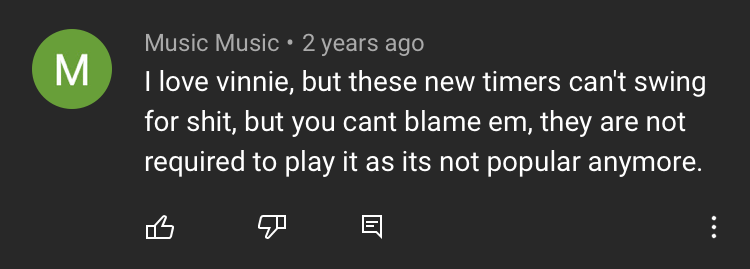 M
Music Music • 2 years ago
I love vinnie, but these new timers can't swing
for shit, but you cant blame em, they are not
required to play it as its not popular anymore.